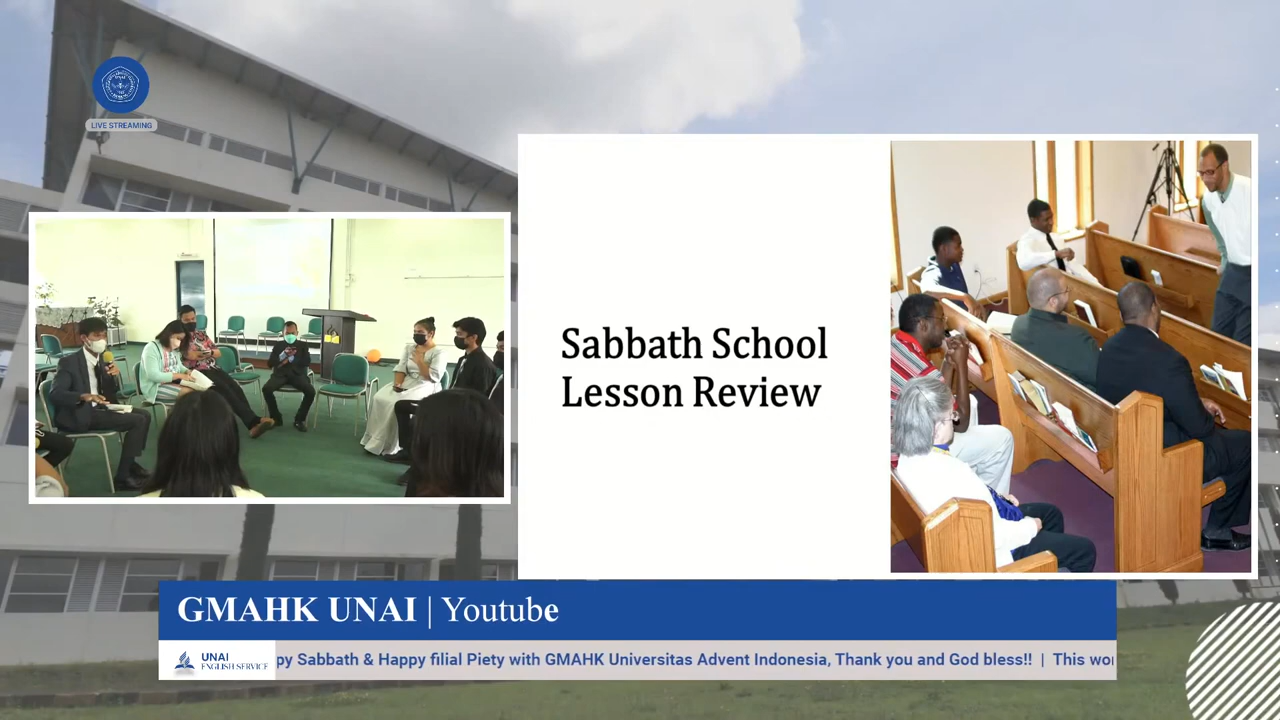 LIVE STREAMING
Sabbath School
Lesson Review
GMAHK UNAI | Youtube
UNAI
ENGLISH SERVICE
py Sabbath & Happy filial Piety with GMAHK Universitas Advent Indonesia, Thank you and God bless!! | This wo